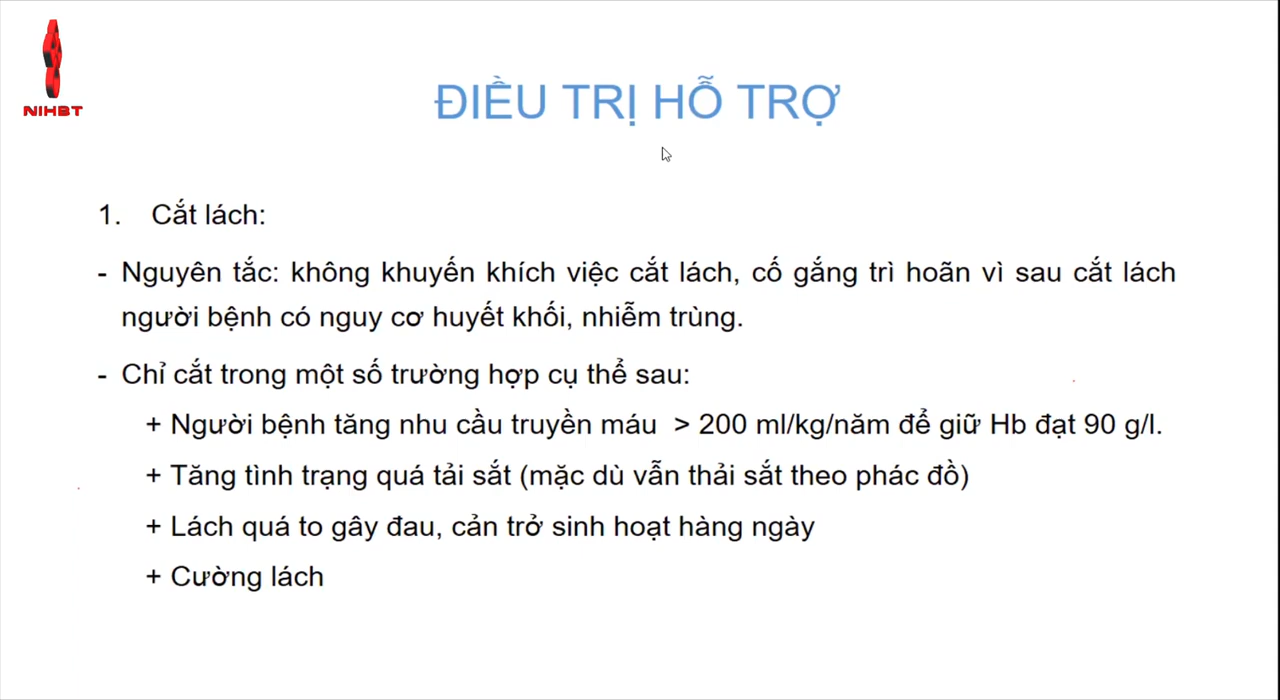 NIHBT
ĐIỀU TRỊ HỖ TRỢ
1. Cắt lách:
- Nguyên tắc: không khuyến khích việc cắt lách, cố gắng trì hoãn vì sau cắt lách
người bệnh có nguy cơ huyết khối, nhiễm trùng.
- Chỉ cắt trong một số trường hợp cụ thể sau:
+ Người bệnh tăng nhu cầu truyền máu > 200 ml/kg/năm để giữ Hb đạt 90 g/l.
+ Tăng tình trạng quá tải sắt (mặc dù vẫn thải sắt theo phác đồ)
+ Lách quá to gây đau, cản trở sinh hoạt hàng ngày
+ Cường lách